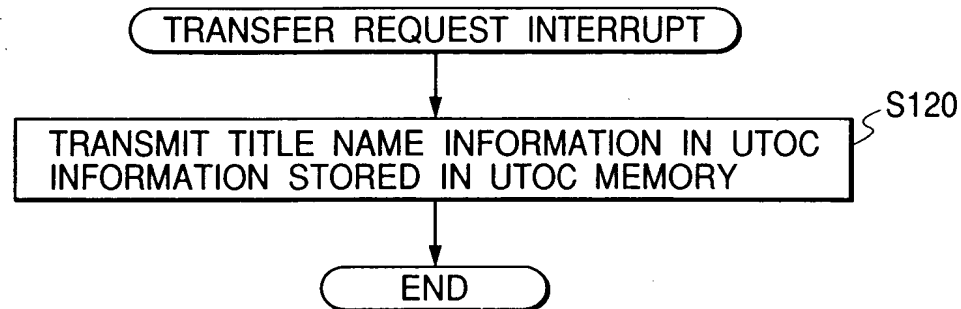 TRANSFER REQUEST INTERRUPT
S120
TRANSMIT TITLE NAME INFORMATION IN UTOC
INFORMATION STORED IN UTOC MEMORY
END